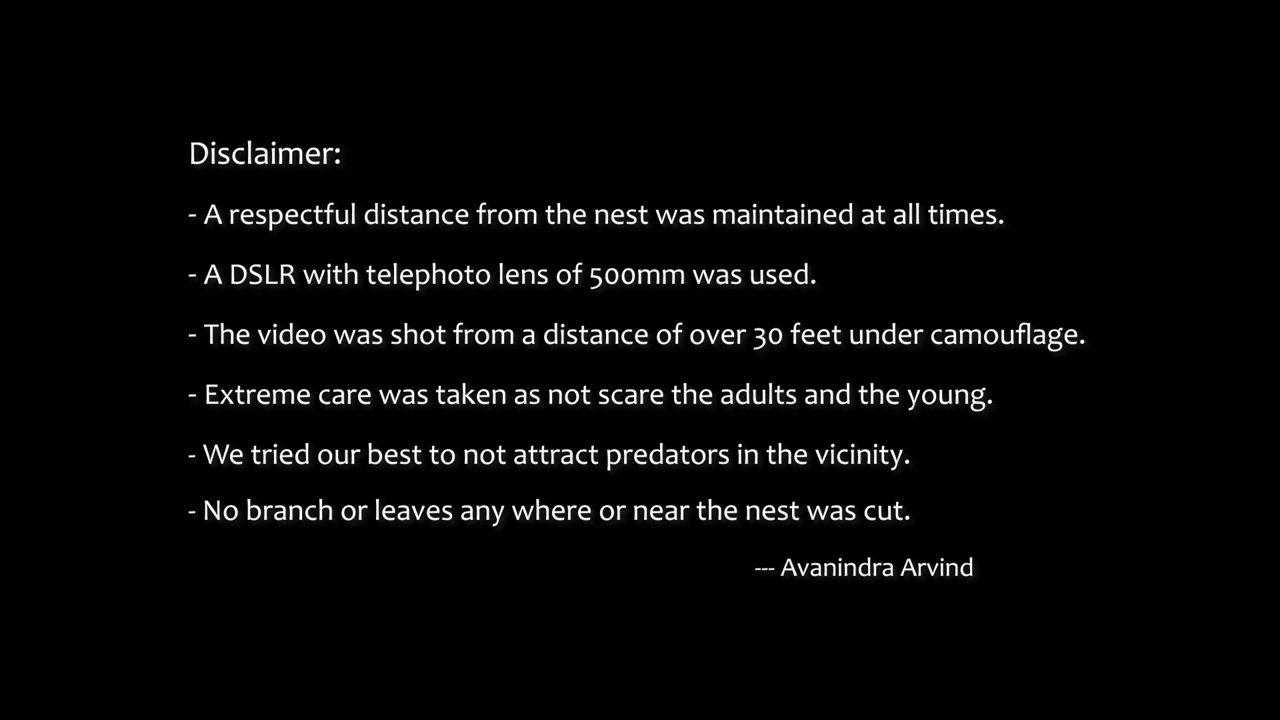 Disclaimer:
- A respectful distance from the nest was maintained at all times.
- A DSLR with telephoto lens of 500mm was used.
- The video was shot from a distance of over 30 feet under camouflage.
- Extreme care was taken as not scare the adults and the young.
- We tried our best to not attract predators in the vicinity.
- No branch or leaves any where or near the nest was cut.
--- Avanindra Arvind